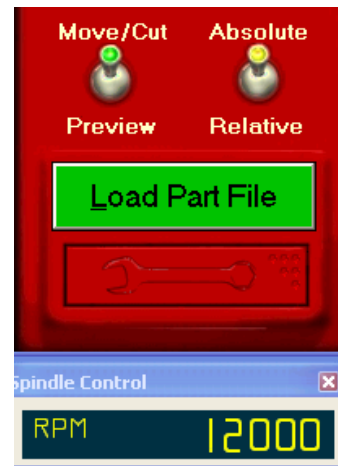 Move/Cut Absolute
Preview Relative
Load Part File
Spindle Control
RPM 12000